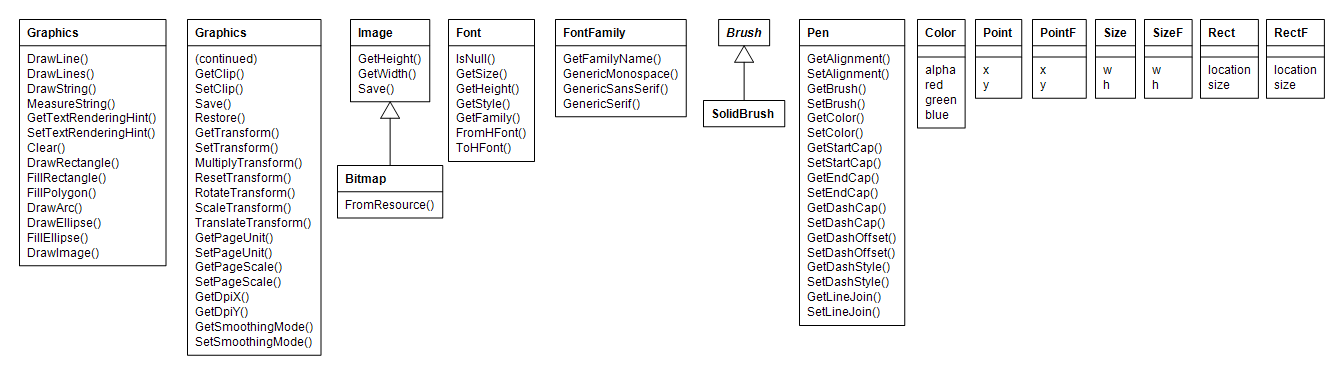 Graphics
DrawLine()
DrawLines()
DrawString()
MeasureString()
GetTextRenderingHint()
SetTextRenderingHint()
Clear()
DrawRectangle()
FillRectangle()
FillPolygon()
DrawArc()
DrawEllipse()
FillEllipse()
DrawImage()
Graphics
(continued)
GetClip()
SetClip()
Save()
Restore()
GetTransform()
SetTransform()
MultiplyTransform()
ResetTransform()
RotateTransform()
ScaleTransform()
TranslateTransform()
GetPageUnit()
SetPageUnit()
GetPageScale()
SetPageScale()
GetDpiX()
GetDpiY()
GetSmoothingMode()
SetSmoothingMode()
Image
GetHeight()
GetWidth()
Save()
Bitmap
FromResource()
Font
IsNull()
GetSize()
GetHeight()
GetStyle()
GetFamily()
FromHFont()
ToHFont()
FontFamily
GetFamilyName()
GenericMonospace()
GenericSansSerif()
GenericSerif()
Brush
SolidBrush
Pen
GetAlignment()
SetAlignment()
GetBrush()
SetBrush()
GetColor()
SetColor()
GetStartCap()
SetStartCap()
GetEndCap()
SetEndCap()
GetDashCap()
SetDashCap()
GetDashOffset()
SetDashOffset()
GetDashStyle()
SetDashStyle()
GetLineJoin()
SetLineJoin()
Color
alpha
red
green
blue
Point
x
y
PointF
x
y
Size
w
h
SizeF
w
h
Rect
location
size
RectF
location
size